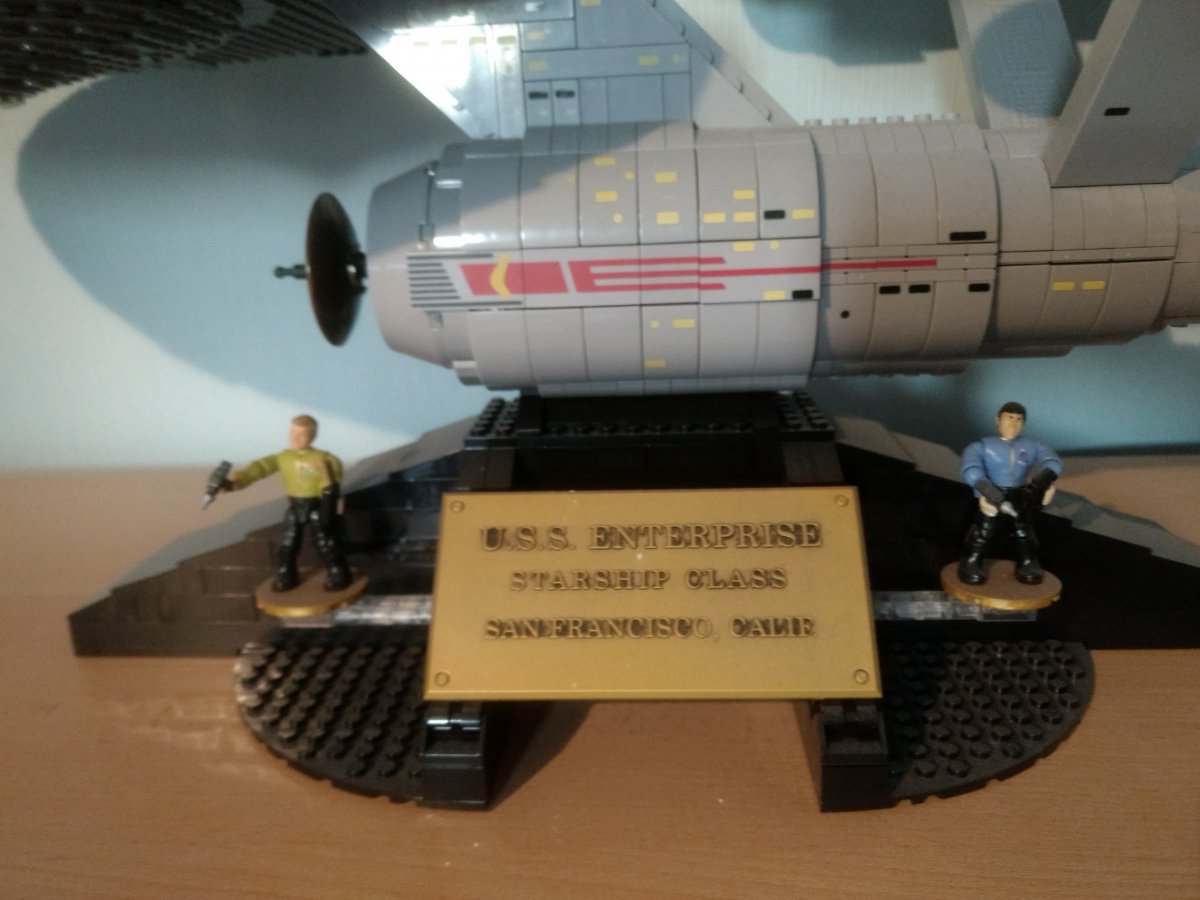 U.S.S. ENTERPRISE
STARSHIP CLASS
SAN FRANCISCO, CALIF.